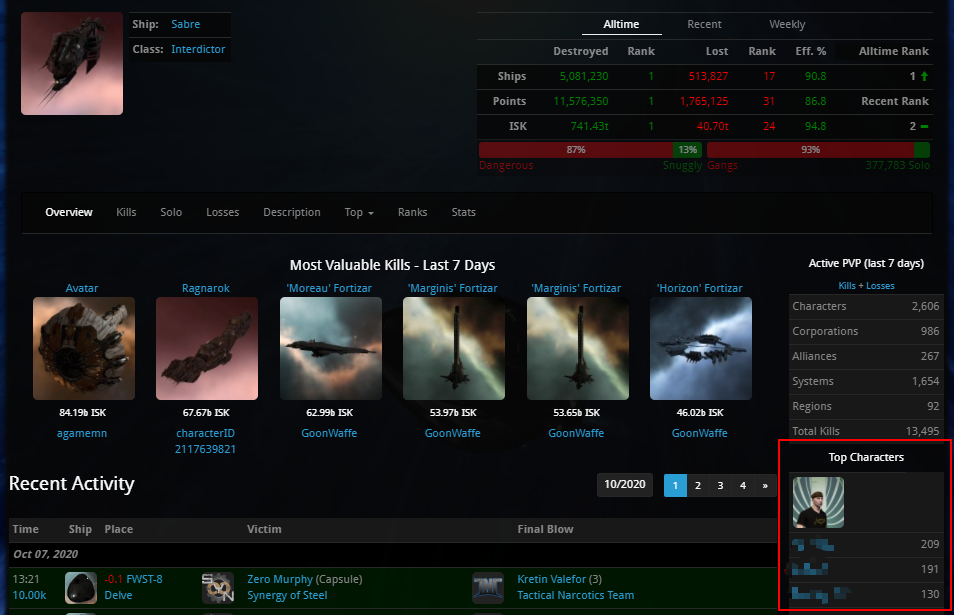 Ship: Sabre
Class: Interdictor
Alltime Recent Weekly
Destroyed Rank Lost Rank Eff. % Alltime Rank
Ships 5,081,230 1 513,827 17 90.8 1
Points 11,576,350 1 1,765,125 31 86.8 Recent Rank
ISK 741.43t 1 40.70t 24 94.8 2
87% 13% 93%
Dangerous Snuggly Gangs 377,783 Solo
Overview Kills Solo Losses Description Top Ranks Stats
Most Valuable Kills - Last 7 Days
Avatar Ragnarok 'Moreau' Fortizar 'Marginis' Fortizar 'Marginis' Fortizar 'Horizon' Fortizar
84.19b ISK 67.67b ISK 62.99b ISK 53.97b ISK 53.65b ISK 46.02b ISK
agamemn characterID GoonWaffe GoonWaffe GoonWaffe GoonWaffe
2117639821
Active PVP (last 7 days)
Kills + Losses
Characters 2,606
Corporations 986
Alliances 267
Systems 1,654
Regions 92
Total Kills 13,495
Top Characters
209
191
130
Recent Activity
10/2020 1 2 3 4 »
Time Ship Place Victim Final Blow
Oct 07, 2020
13:21 -0.1 FWST-8 Zero Murphy (Capsule) Kretin Valefor (3)
10.00k Delve Synergy of Steel Tactical Narcotics Team